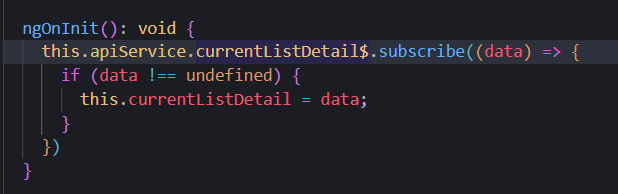 ngOnInit(): void {
this.apiService.currentListDetail$.subscribe((data) => {
if (data !== undefined) {
this.currentListDetail = data;
}
})
}